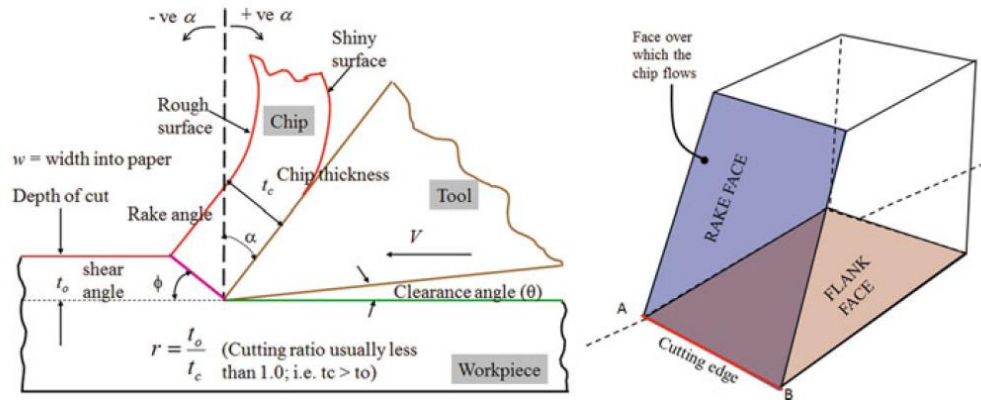 - ve α
+ ve α
Shiny
surface
Rough
surface
Chip
w = width into paper
t_c
Chip thickness
Depth of cut
Rake angle
Tool
α
V
shear
angle
t_o
ϕ
Clearance angle (θ)
r = t_o / t_c
(Cutting ratio usually less
than 1.0; i.e. tc > to)
Workpiece
Face over
which the
chip flows
RAKE FACE
FLANK
FACE
A
Cutting edge
B